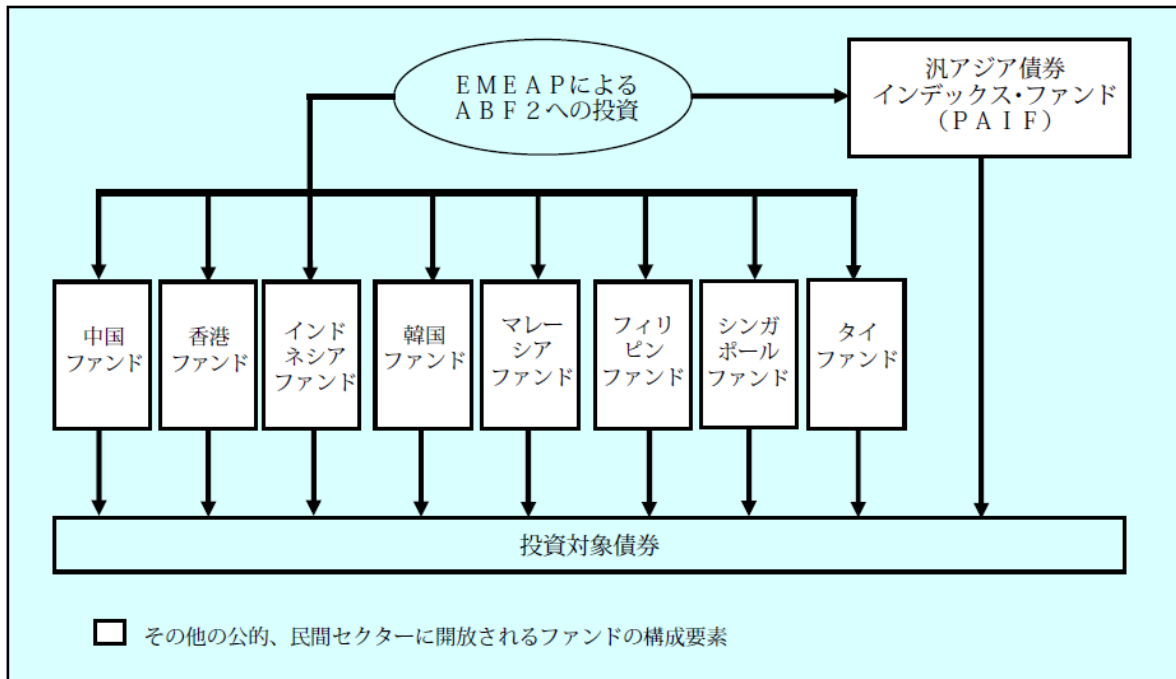 ＥＭＥＡＰによる
ＡＢＦ２への投資
汎アジア債券
インデックス・ファンド
（ＰＡＩＦ）
中国
ファンド
香港
ファンド
インド
ネシア
ファンド
韓国
ファンド
マレー
シア
ファンド
フィリ
ピン
ファンド
シンガ
ポール
ファンド
タイ
ファンド
投資対象債券
その他の公的、民間セクターに開放されるファンドの構成要素